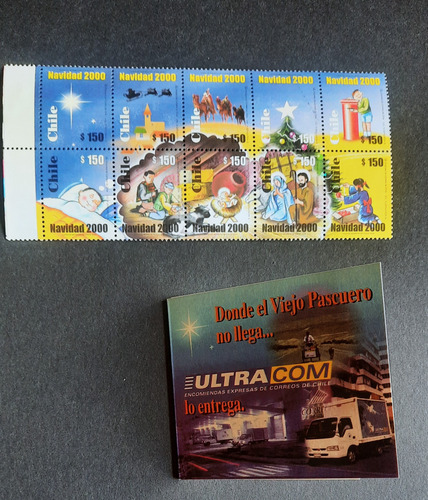 Navidad 2000 Navidad 2000 Navidad 2000 Navidad 2000 Navidad 2000
Chile $150 Chile $150 Chile $150 Chile $150 Chile $150
Chile $150 Chile $150 Chile $150 Chile $150 Chile $150
Navidad 2000 Navidad 2000 Navidad 2000 Navidad 2000 Navidad 2000
Donde el Viejo Pascuero
no llega...
ULTRACOM
ENCOMIENDAS EXPRESAS DE CORREOS DE CHILE
lo entrega.